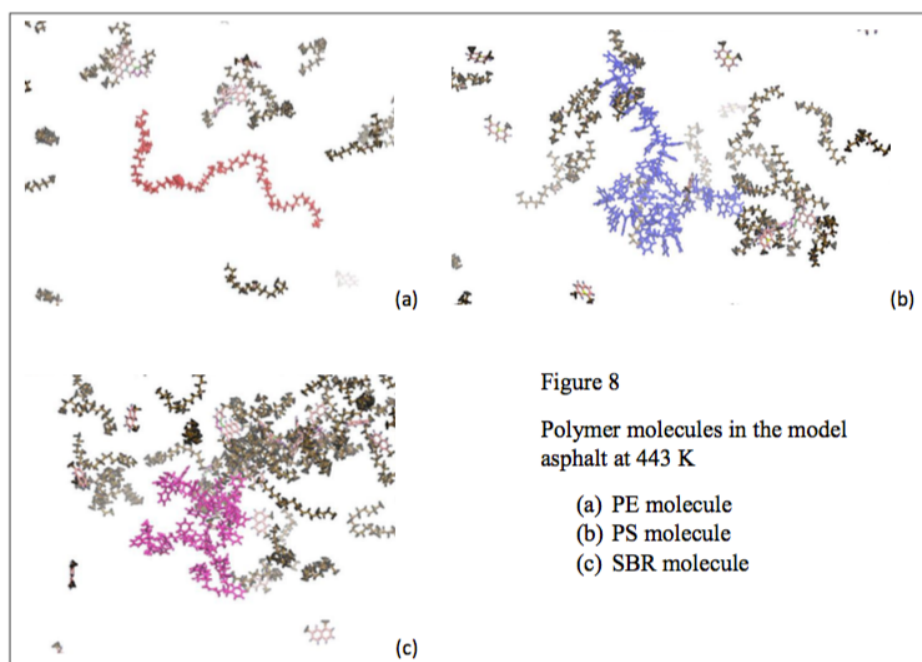 (a)
(b)
(c)
Figure 8
Polymer molecules in the model
asphalt at 443 K
(a) PE molecule
(b) PS molecule
(c) SBR molecule